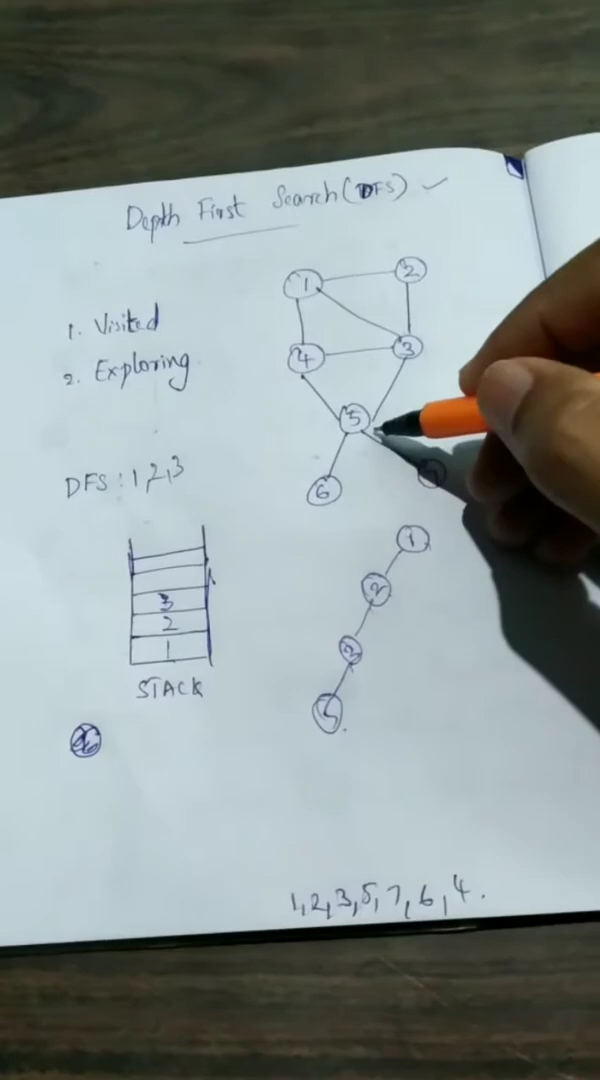 Depth First Search (DFS) ✓
1. Visited
2. Exploring
1 2
4 3
5
6 7
DFS : 1,2,3
3
2
1
STACK
1
2
3
5
1,2,3,5,7,6,4.